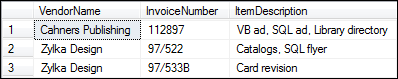 VendorName InvoiceNumber ItemDescription
1 Cahners Publishing 112897 VB ad, SQL ad, Library directory
2 Zylka Design 97/522 Catalogs, SQL flyer
3 Zylka Design 97/533B Card revision